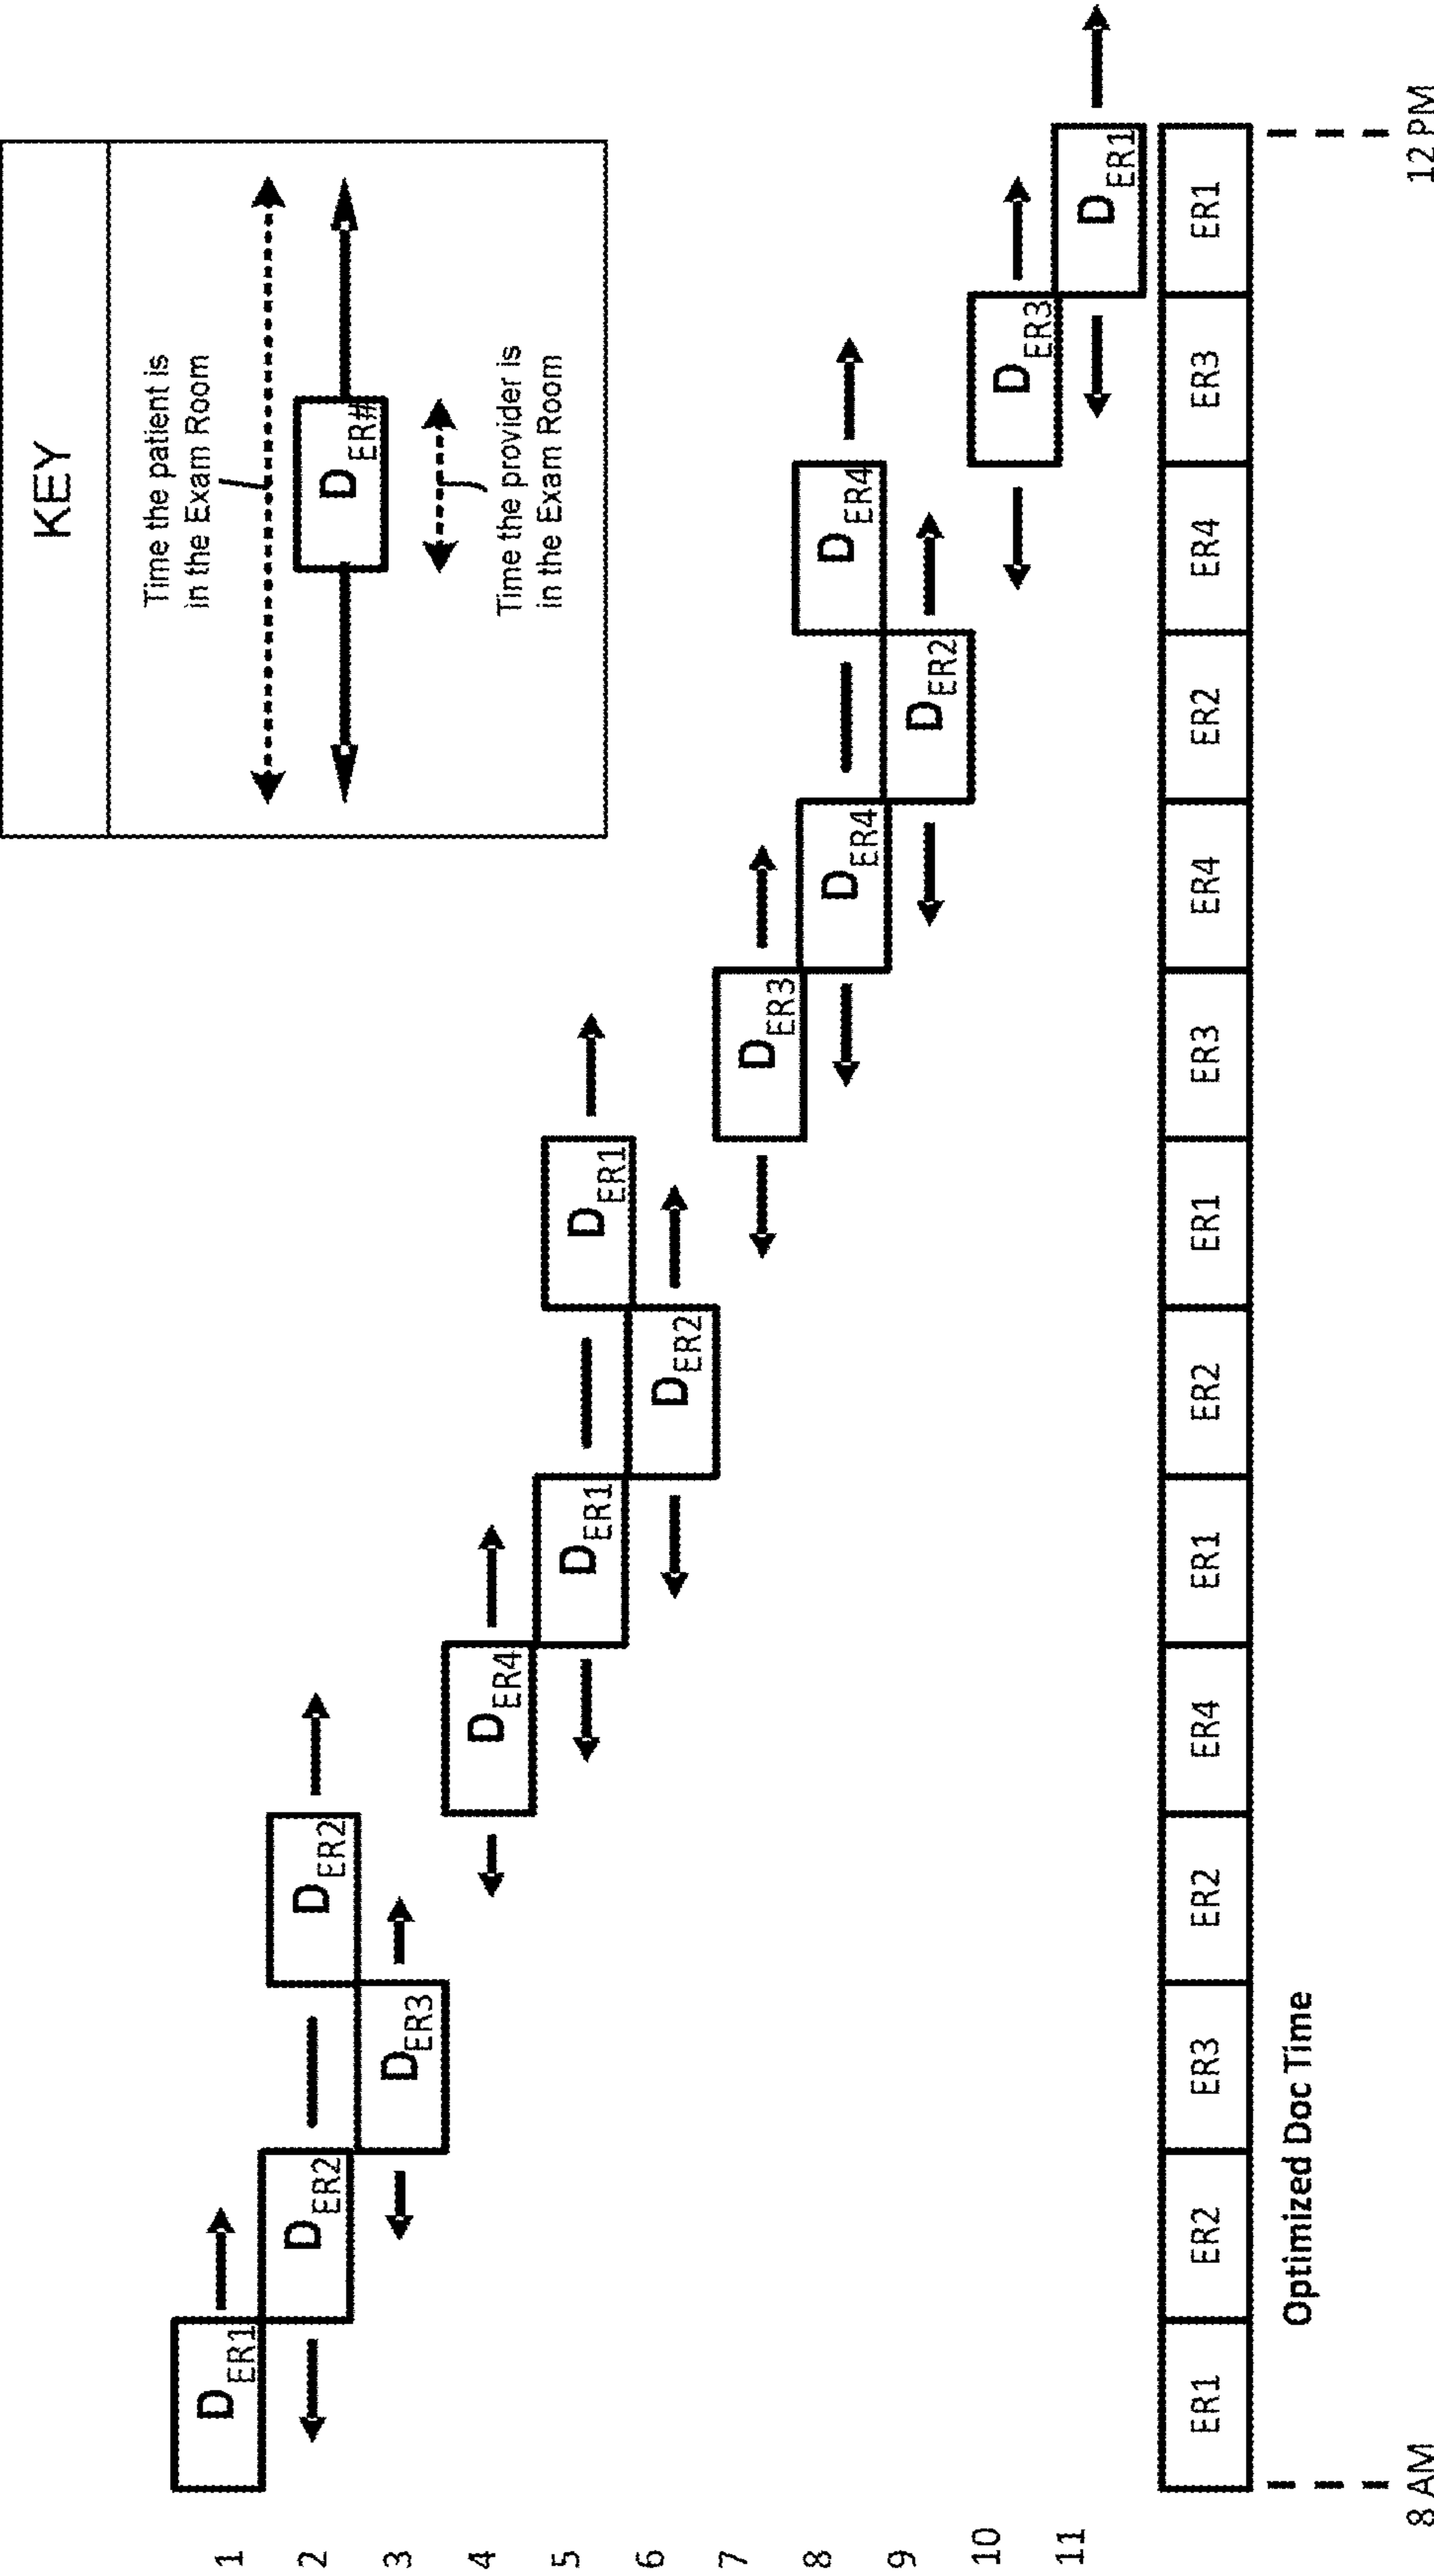 KEY
Time the patient is
in the Exam Room
D ER#
Time the provider is
in the Exam Room
1
D ER1
2
D ER2
D ER2
3
D ER3
4
D ER4
5
D ER1
D ER1
6
D ER2
7
D ER3
8
D ER4
D ER4
9
D ER2
10
D ER3
11
D ER1
ER1 ER2 ER3 ER2 ER4 ER1 ER2 ER1 ER3 ER4 ER2 ER4 ER3 ER1
Optimized Doc Time
8 AM
12 PM